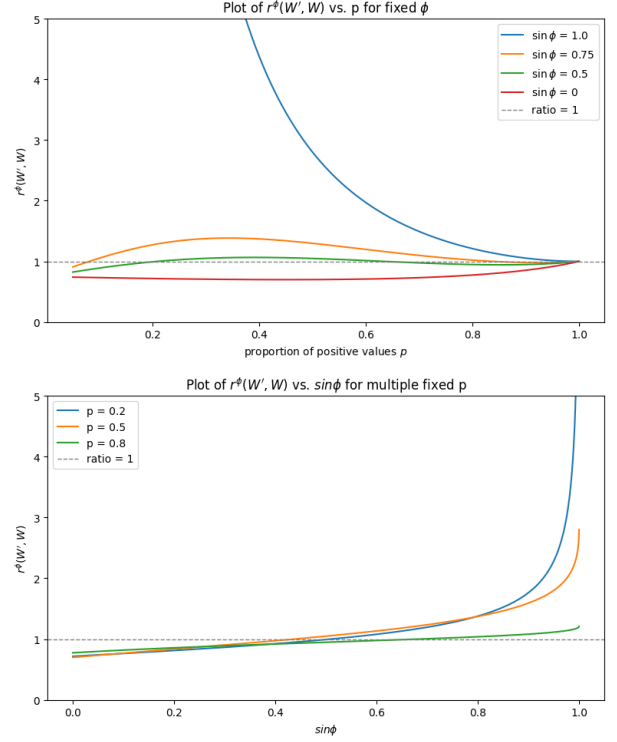 Plot of r^ϕ(W′, W) vs. p for fixed ϕ
5
4
3
2
1
0
r^ϕ(W′, W)
sin ϕ = 1.0
sin ϕ = 0.75
sin ϕ = 0.5
sin ϕ = 0
ratio = 1
0.2
0.4
0.6
0.8
1.0
proportion of positive values p
Plot of r^ϕ(W′, W) vs. sinϕ for multiple fixed p
5
4
3
2
1
0
r^ϕ(W′, W)
p = 0.2
p = 0.5
p = 0.8
ratio = 1
0.0
0.2
0.4
0.6
0.8
1.0
sinϕ